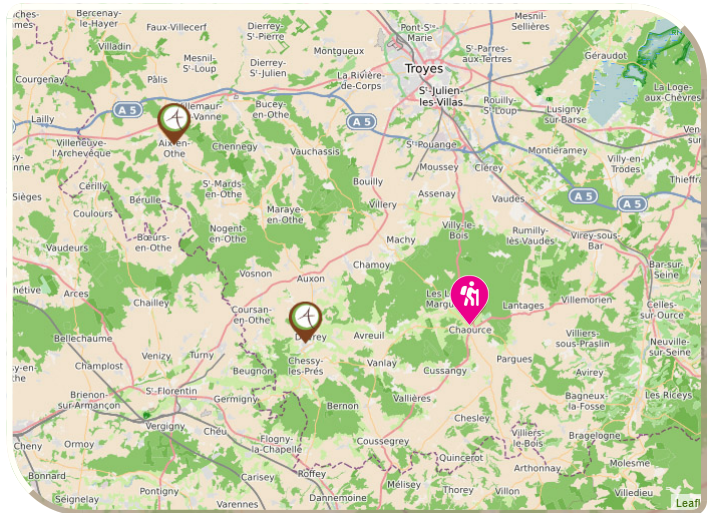 Bercenay-
le-Hayer
Faux-Villecerf
Dierrey-
St-Pierre
Pont-Ste
Marie
Mesnil-
Sellières
Villadin
Montgueux
Troyes
St-Parres-
aux-Tertres
Géraudot
Mesnil-
St-Loup
Dierrey-
St-Julien
La Rivière-
de-Corps
Courgenay
Pâlis
St-Julien
les-Villas
La Loge-
aux-Chèvres
A 5
Bucey-
en-Othe
Rouilly-
St-Loup
Lusigny-
sur-Barse
Lailly
A 5
Villeneuve-
l'Archevêque
Aix-en-
Othe
Chennegy
Vauchassis
St-Pouange
Montiéramey
Moussey
Clérey
Villy-en-
Trodes
Cérilly
St-Mards-
en-Othe
Bouilly
Assenay
A 5
A 5
Sièges
Bérulle
Villery
Vaudes
Coulours
Maraye-
en-Othe
Nogent-
en-Othe
Villy-le-
Bois
Rumilly-
lès-Vaudes
Virey-sous-
Bar
Bœurs-
en-Othe
Machy
Vaudeurs
Vosnon
Auxon
Chamoy
Bar-sur-
Seine
Arces
Chailley
Coursan-
en-Othe
Lantages
Villemorien
Celles-
sur-Ource
Chaource
Avreuil
Bellechaume
Villiers-
sous-Praslin
Neuville-
sur-Seine
Venizy
Turny
Chessy-
les-Prés
Vanlay
Pargues
Champlost
Beugnon
Cussangy
Avirey
St-Florentin
Brienon-
sur-Armançon
Germigny
Bernon
Vallières
Bagneux-
la-Fosse
Les Riceys
Vergigny
Cheu
Chesley
Villiers-
le-Bois
Bragelogne
Cheny
Ormoy
Flogny-
la-Chapelle
Coussegrey
Quincerot
Arthonnay
Molesme
Bonnard
Carisey
Roffey
Mélisey
Thorey
Villon
Villedieu
Seignelay
Pontigny
Varennes
Dannemoine
Leafl